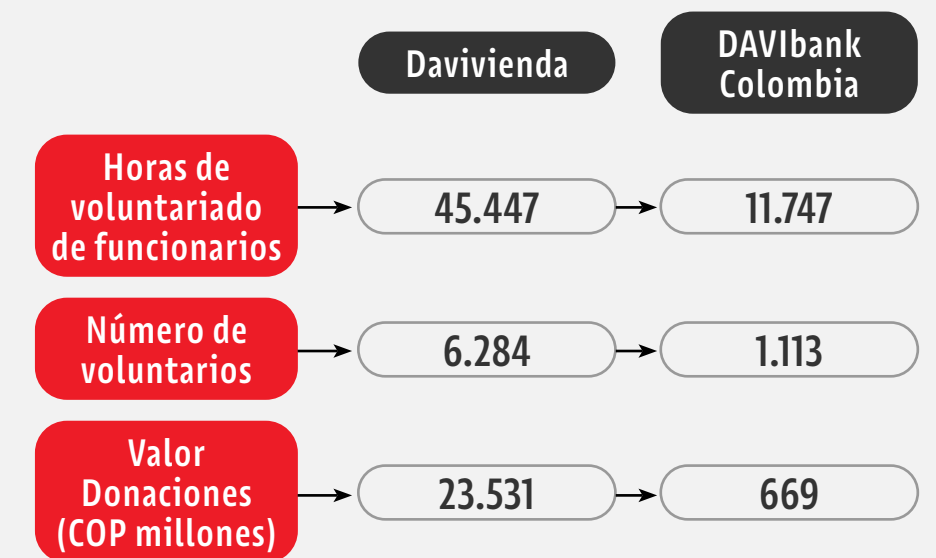 Davivienda
DAVIbank
Colombia
Horas de
voluntariado
de funcionarios
45.447
11.747
Número de
voluntarios
6.284
1.113
Valor
Donaciones
(COP millones)
23.531
669